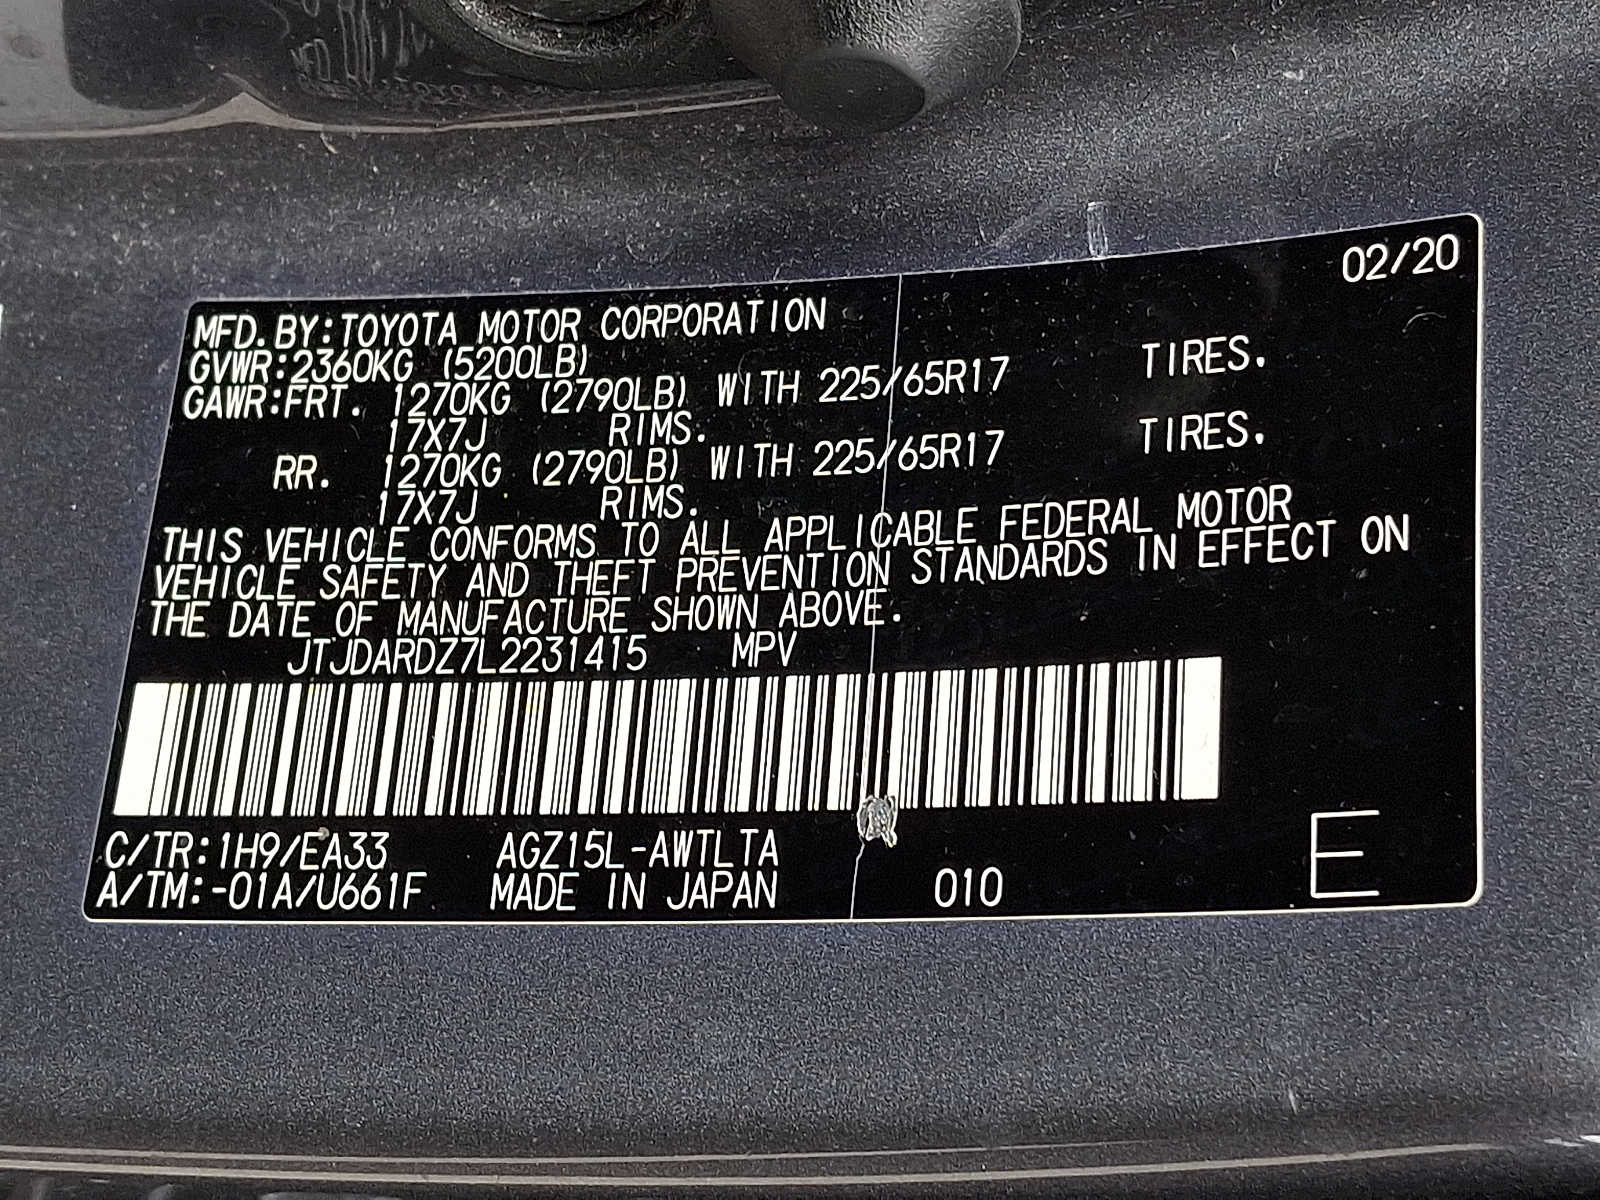 02/20
MFD.BY:TOYOTA MOTOR CORPORATION
GVWR:2360KG (5200LB)
GAWR:FRT. 1270KG (2790LB) WITH 225/65R17 TIRES.
17X7J RIMS.
RR. 1270KG (2790LB) WITH 225/65R17 TIRES.
17X7J RIMS.
THIS VEHICLE CONFORMS TO ALL APPLICABLE FEDERAL MOTOR
VEHICLE SAFETY AND THEFT PREVENTION STANDARDS IN EFFECT ON
THE DATE OF MANUFACTURE SHOWN ABOVE.
JTJDARDZ7L2231415 MPV
C/TR:1H9/EA33 AGZ15L-AWTLTA
A/TM:-01A/U661F MADE IN JAPAN 010 E